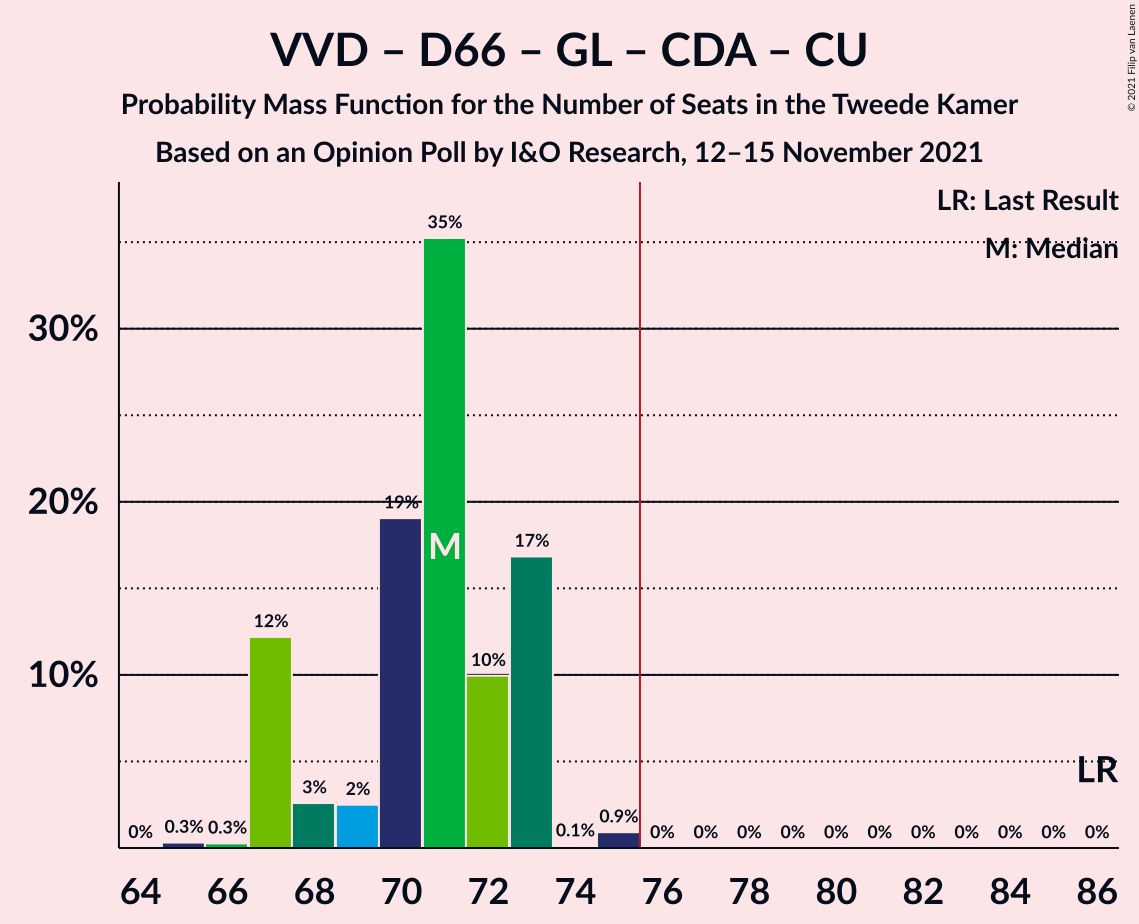 VVD – D66 – GL – CDA – CU
Probability Mass Function for the Number of Seats in the Tweede Kamer
Based on an Opinion Poll by I&O Research, 12–15 November 2021
© 2021 Filip van Laenen
LR: Last Result
M: Median
30%
20%
10%
0% 0.3% 0.3% 12% 3% 2% 19% 35% 10% 17% 0.1% 0.9% 0% 0% 0% 0% 0% 0% 0% 0% 0% 0% 0%
M
LR
64 66 68 70 72 74 76 78 80 82 84 86